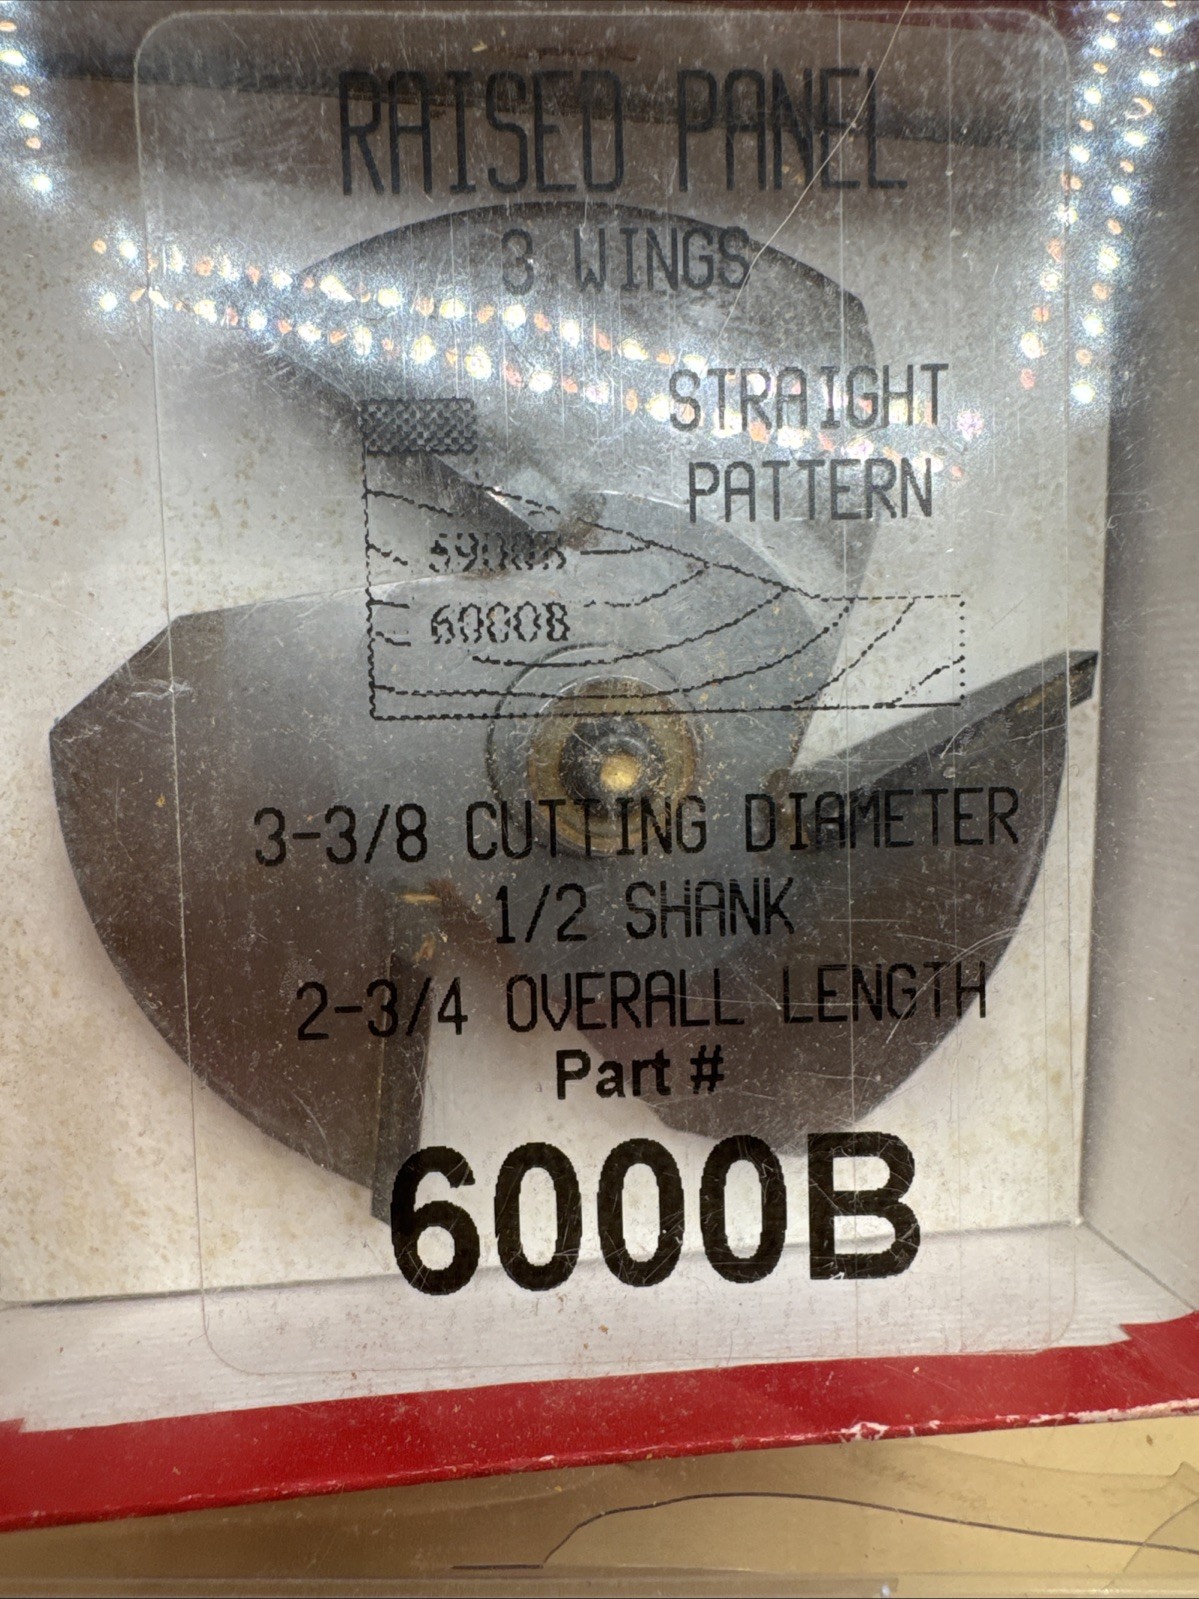 RAISED PANEL
3 WINGS
STRAIGHT
PATTERN
6000B
3-3/8 CUTTING DIAMETER
1/2 SHANK
2-3/4 OVERALL LENGTH
Part #
6000B